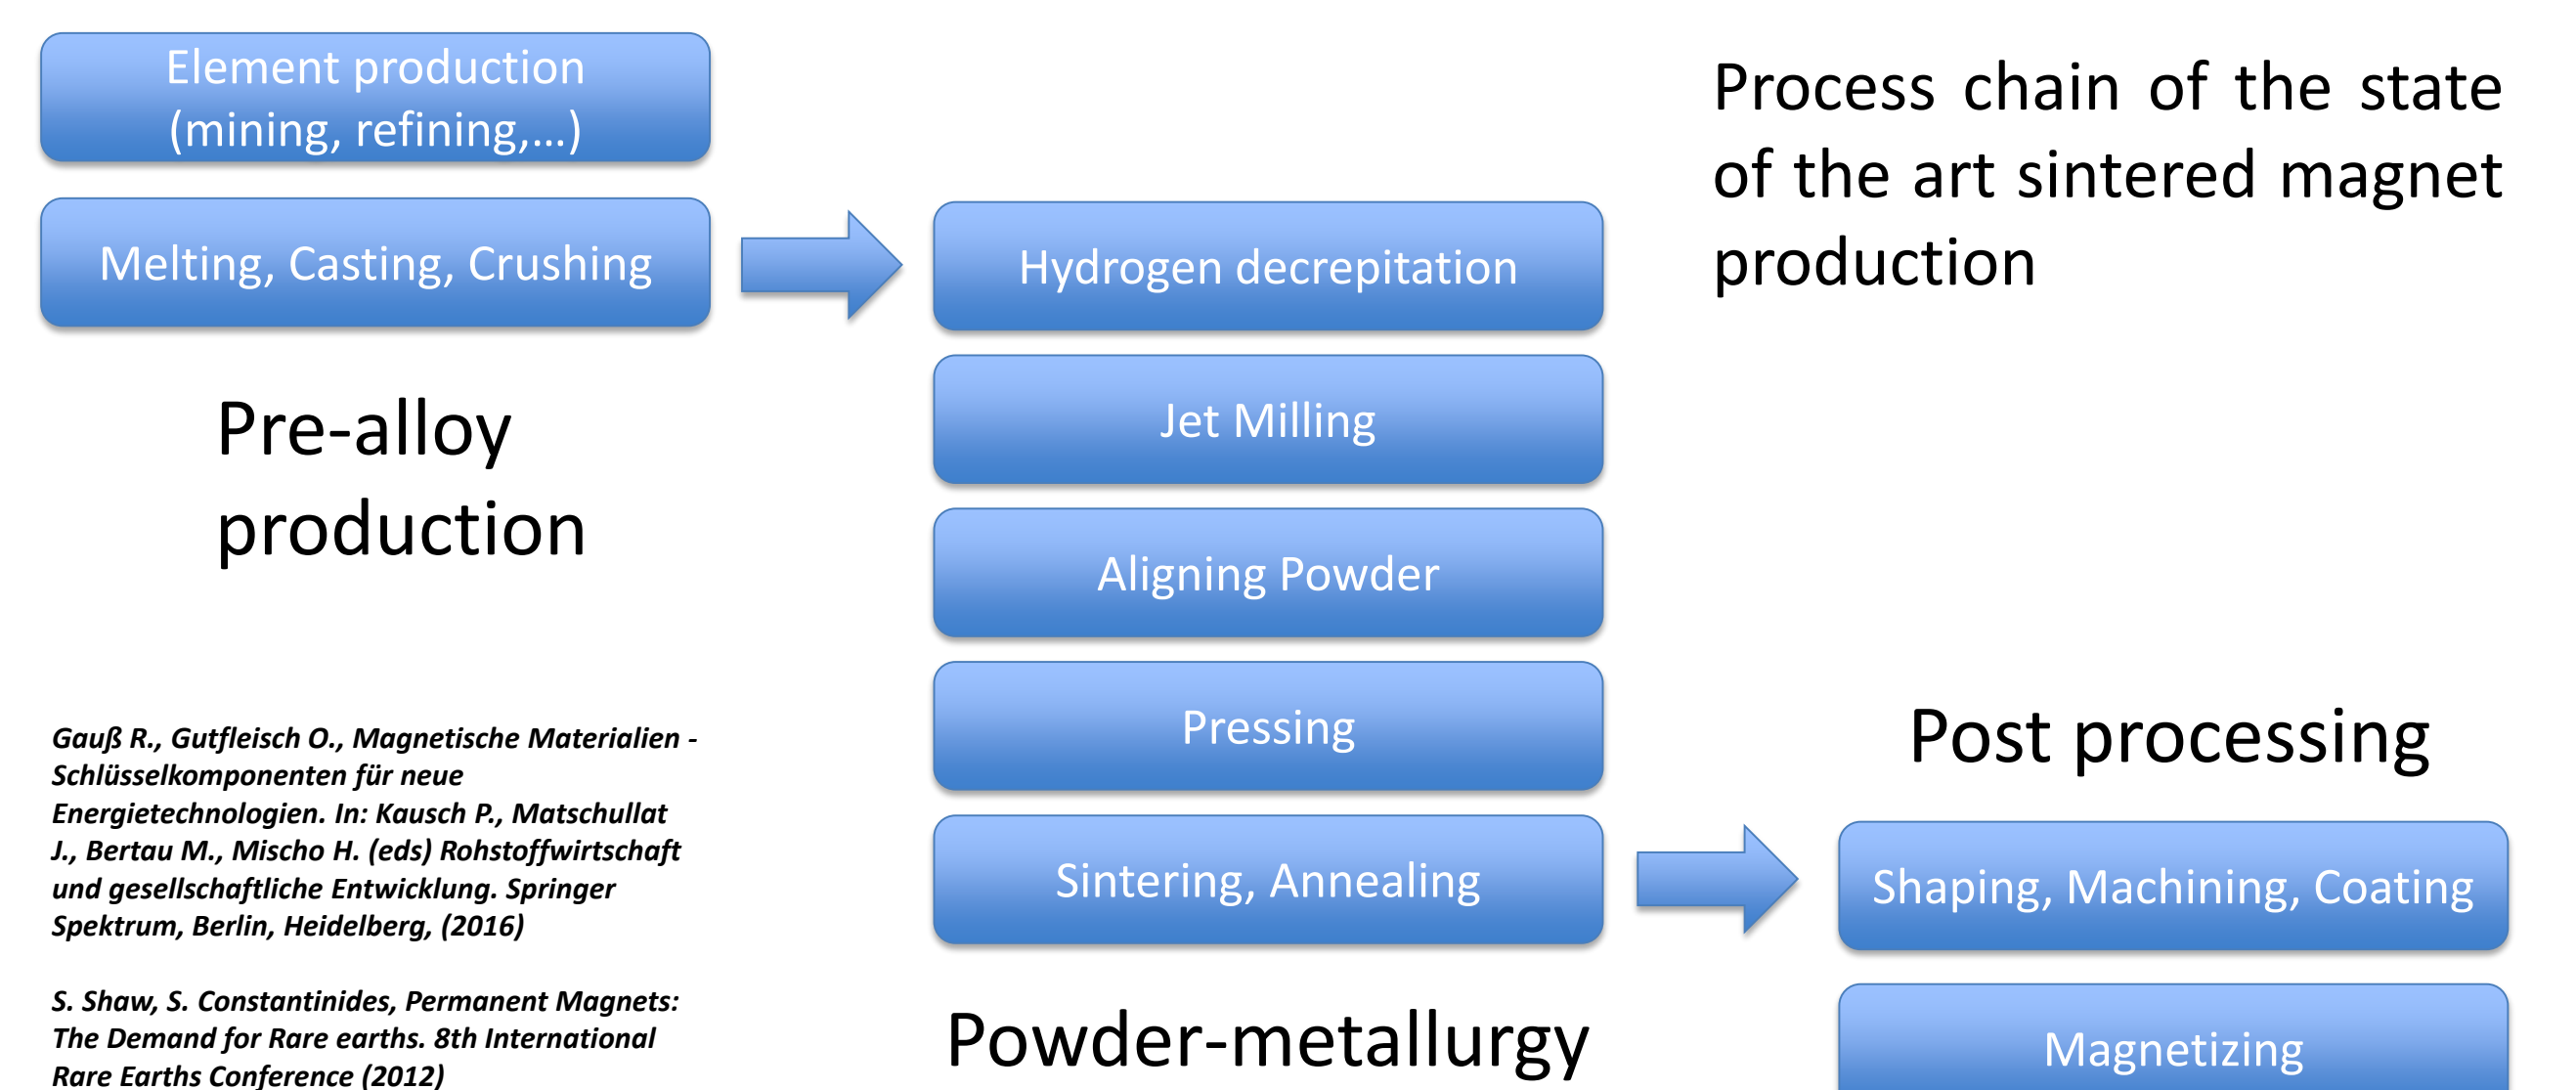 Element production
(mining, refining,...)
Melting, Casting, Crushing
Pre-alloy
production
Gauß R., Gutfleisch O., Magnetische Materialien -
Schlüsselkomponenten für neue
Energietechnologien. In: Kausch P., Matschullat
J., Bertau M., Mischo H. (eds) Rohstoffwirtschaft
und gesellschaftliche Entwicklung. Springer
Spektrum, Berlin, Heidelberg, (2016)
S. Shaw, S. Constantinides, Permanent Magnets:
The Demand for Rare earths. 8th International
Rare Earths Conference (2012)
Hydrogen decrepitation
Jet Milling
Aligning Powder
Pressing
Sintering, Annealing
Powder-metallurgy
Process chain of the state
of the art sintered magnet
production
Post processing
Shaping, Machining, Coating
Magnetizing